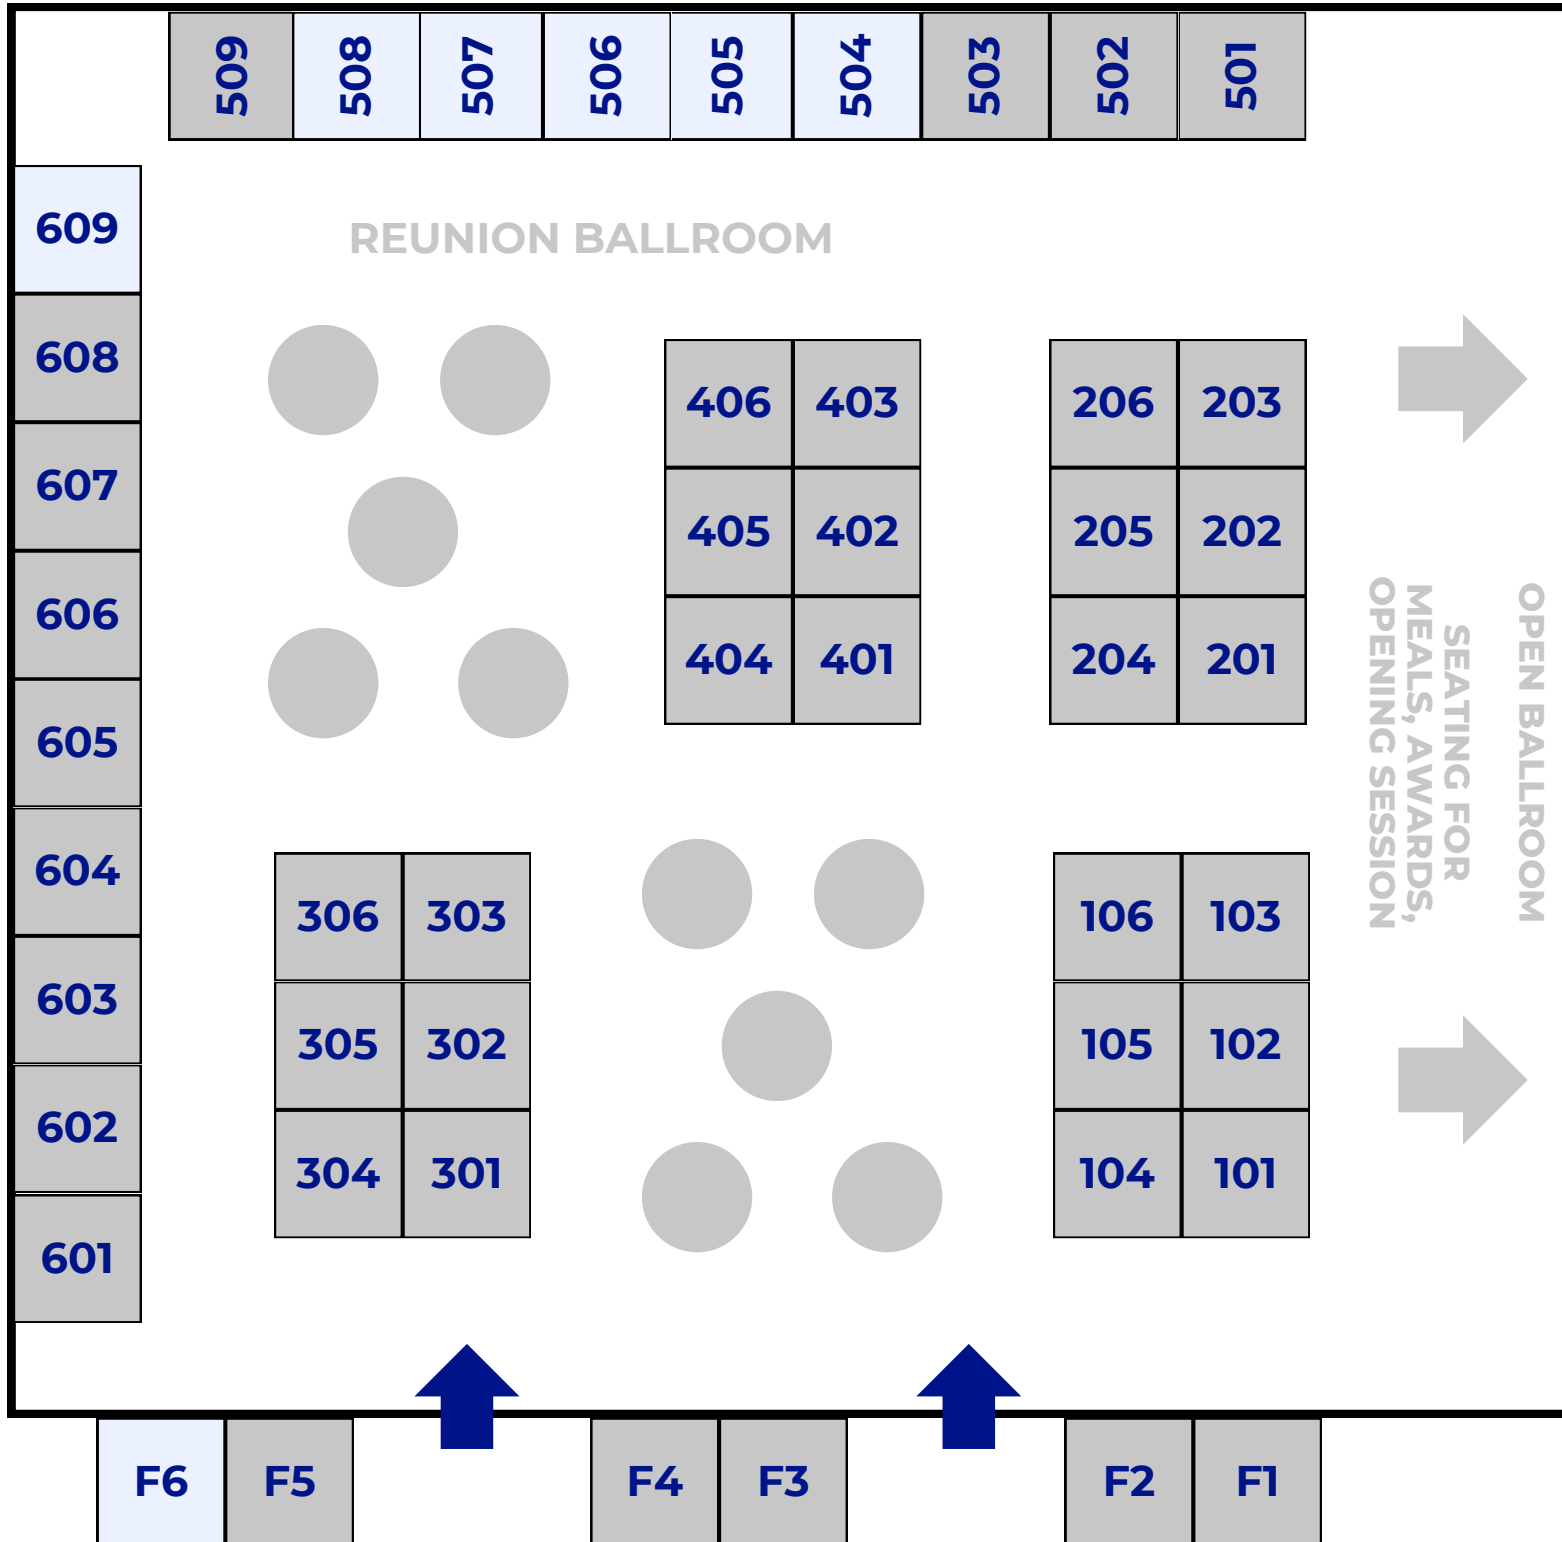 509 508 507 506 505 504 503 502 501
609
REUNION BALLROOM
608
406 403 206 203
607
405 402 205 202
606
404 401 204 201
605
SEATING FOR
MEALS, AWARDS,
OPENING SESSION
OPEN BALLROOM
604
306 303 106 103
603
305 302 105 102
602
304 301 104 101
601
F6 F5 F4 F3 F2 F1